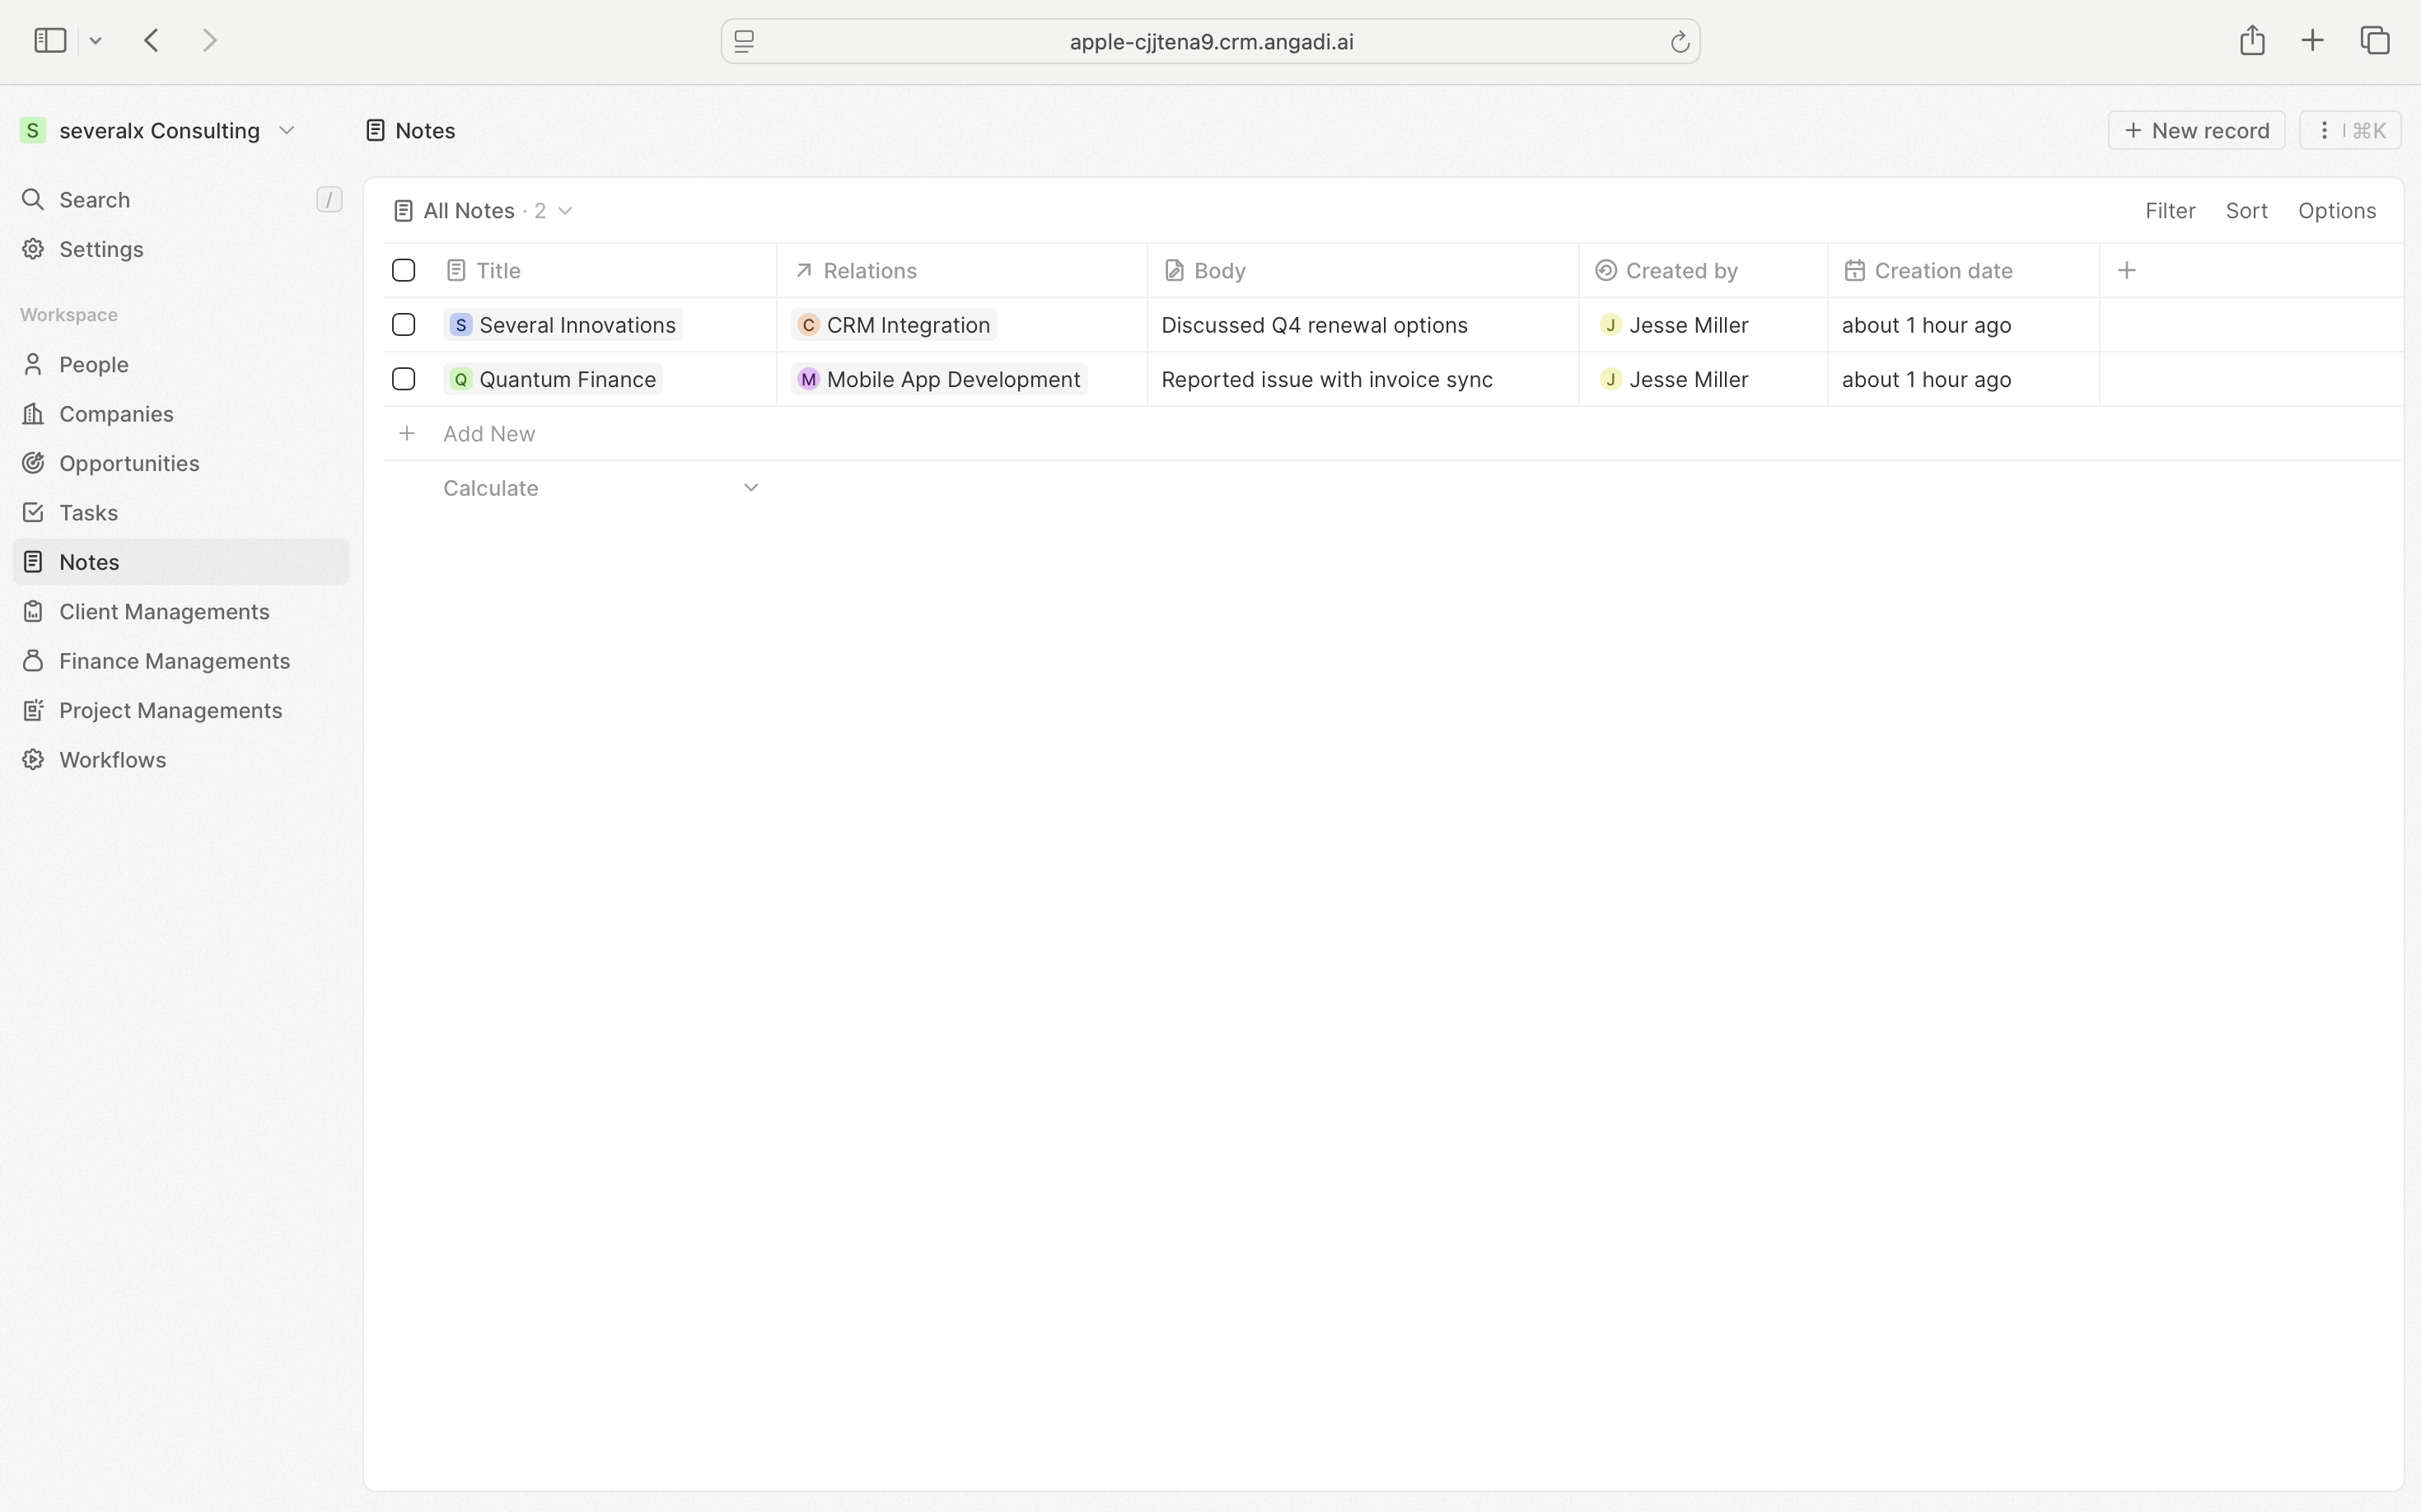 apple-cjjtena9.crm.angadi.ai
S severalx Consulting
Notes
+ New record
⋮ | ⌘K
Search /
Settings
Workspace
People
Companies
Opportunities
Tasks
Notes
Client Managements
Finance Managements
Project Managements
Workflows
All Notes · 2
Filter Sort Options
Title Relations Body Created by Creation date +
S Several Innovations C CRM Integration Discussed Q4 renewal options J Jesse Miller about 1 hour ago
Q Quantum Finance M Mobile App Development Reported issue with invoice sync J Jesse Miller about 1 hour ago
+ Add New
Calculate